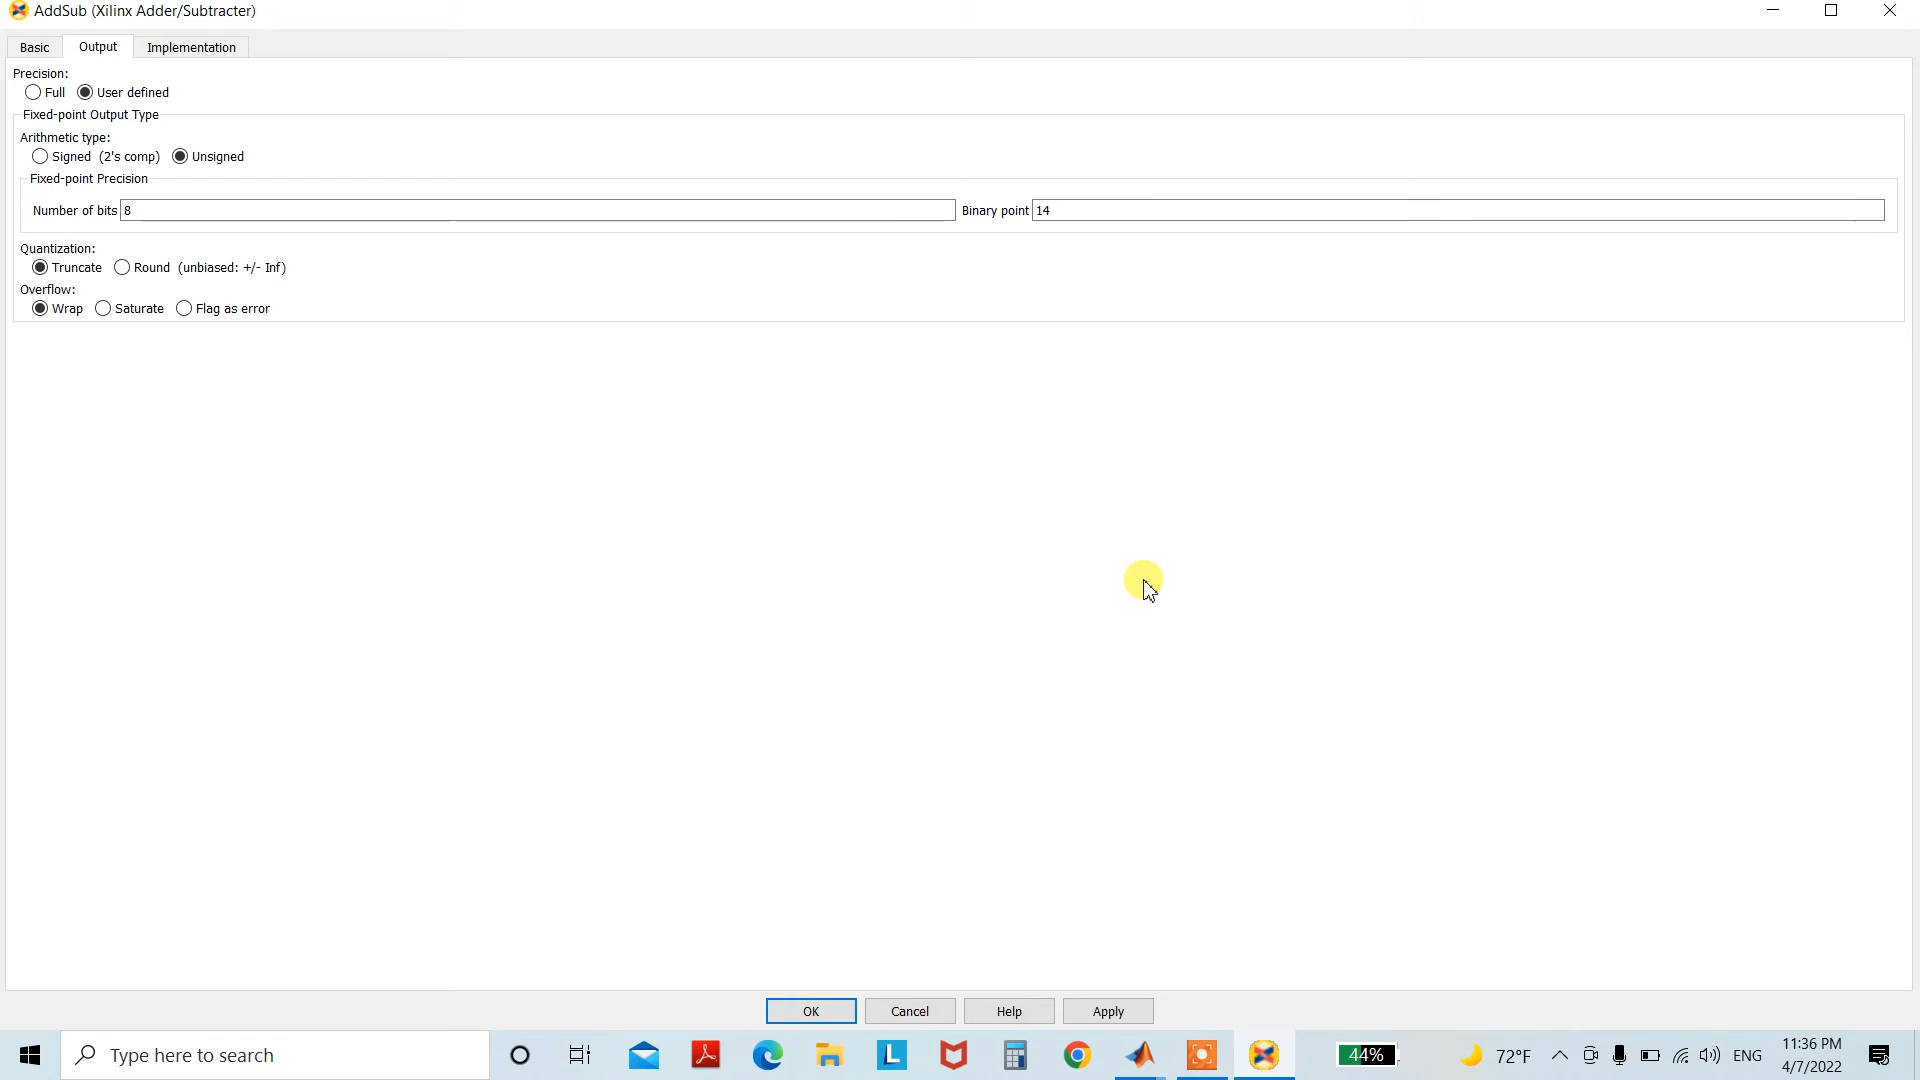 AddSub (Xilinx Adder/Subtracter)
Basic Output Implementation
Precision:
Full User defined
Fixed-point Output Type
Arithmetic type:
Signed (2's comp) Unsigned
Fixed-point Precision
Number of bits 8 Binary point 14
Quantization:
Truncate Round (unbiased: +/- Inf)
Overflow:
Wrap Saturate Flag as error
OK Cancel Help Apply
Type here to search
L
44%
72°F
ENG
11:36 PM
4/7/2022